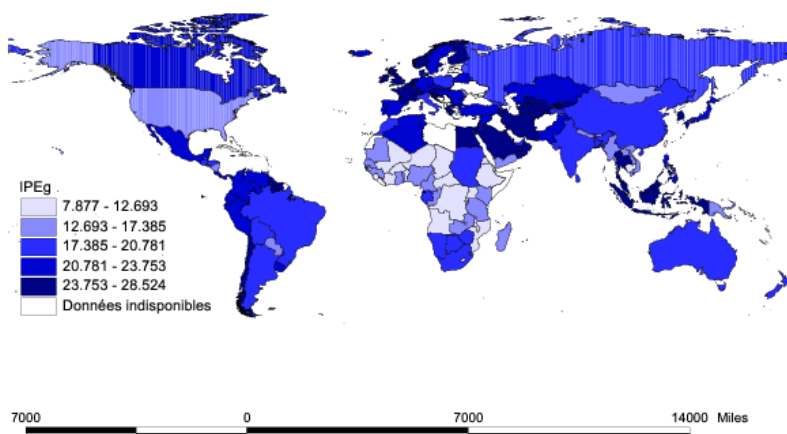 IPEg
7.877 - 12.693
12.693 - 17.385
17.385 - 20.781
20.781 - 23.753
23.753 - 28.524
Données indisponibles
7000 0 7000 14000 Miles